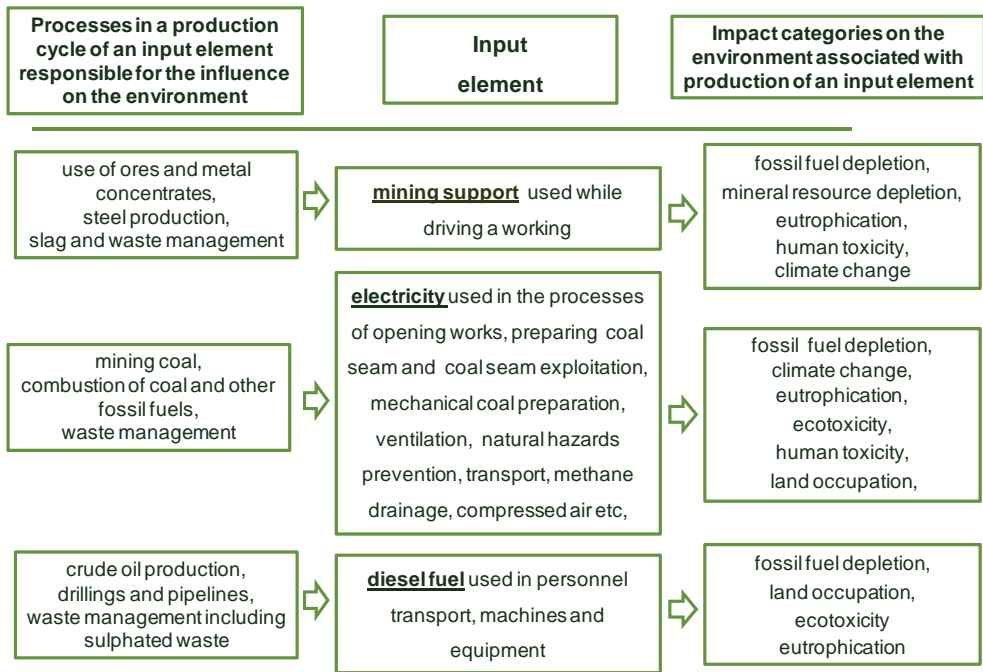 Processes in a production
cycle of an input element
responsible for the influence
on the environment
Input
element
Impact categories on the
environment associated with
production of an input element
use of ores and metal
concentrates,
steel production,
slag and waste management
mining support used while
driving a working
fossil fuel depletion,
mineral resource depletion,
eutrophication,
human toxicity,
climate change
mining coal,
combustion of coal and other
fossil fuels,
waste management
electricity used in the processes
of opening works, preparing coal
seam and coal seam exploitation,
mechanical coal preparation,
ventilation, natural hazards
prevention, transport, methane
drainage, compressed air etc,
fossil fuel depletion,
climate change,
eutrophication,
ecotoxicity,
human toxicity,
land occupation,
crude oil production,
drillings and pipelines,
waste management including
sulphated waste
diesel fuel used in personnel
transport, machines and
equipment
fossil fuel depletion,
land occupation,
ecotoxicity
eutrophication